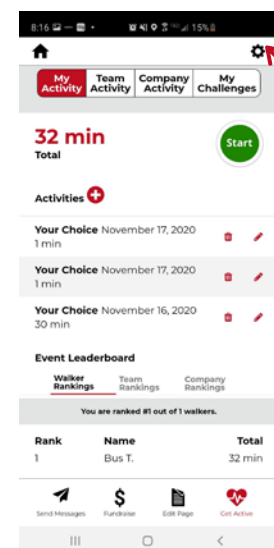 8:16 15%
My Activity Team Activity Company Activity My Challenges
32 min
Total
Start
Activities
Your Choice November 17, 2020
1 min
Your Choice November 17, 2020
1 min
Your Choice November 16, 2020
30 min
Event Leaderboard
Walker Rankings Team Rankings Company Rankings
You are ranked #1 out of 1 walkers.
Rank Name Total
1 Bus T. 32 min
Send Messages Fundraise Edit Page Get Active